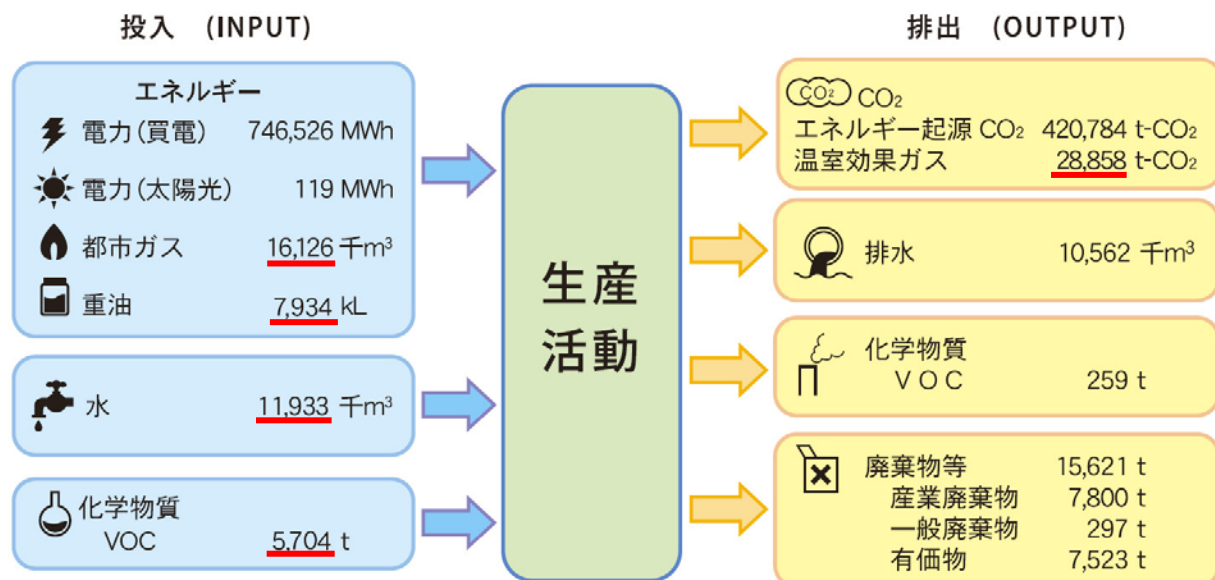 投入 (INPUT)
エネルギー
電力(買電) 746,526 MWh
電力(太陽光) 119 MWh
都市ガス 16,126 千m³
重油 7,934 kL
水 11,933 千m³
化学物質
VOC 5,704 t
生産
活動
排出 (OUTPUT)
CO₂ CO₂
エネルギー起源 CO₂ 420,784 t-CO₂
温室効果ガス 28,858 t-CO₂
排水 10,562 千m³
化学物質
VOC 259 t
廃棄物等 15,621 t
産業廃棄物 7,800 t
一般廃棄物 297 t
有価物 7,523 t